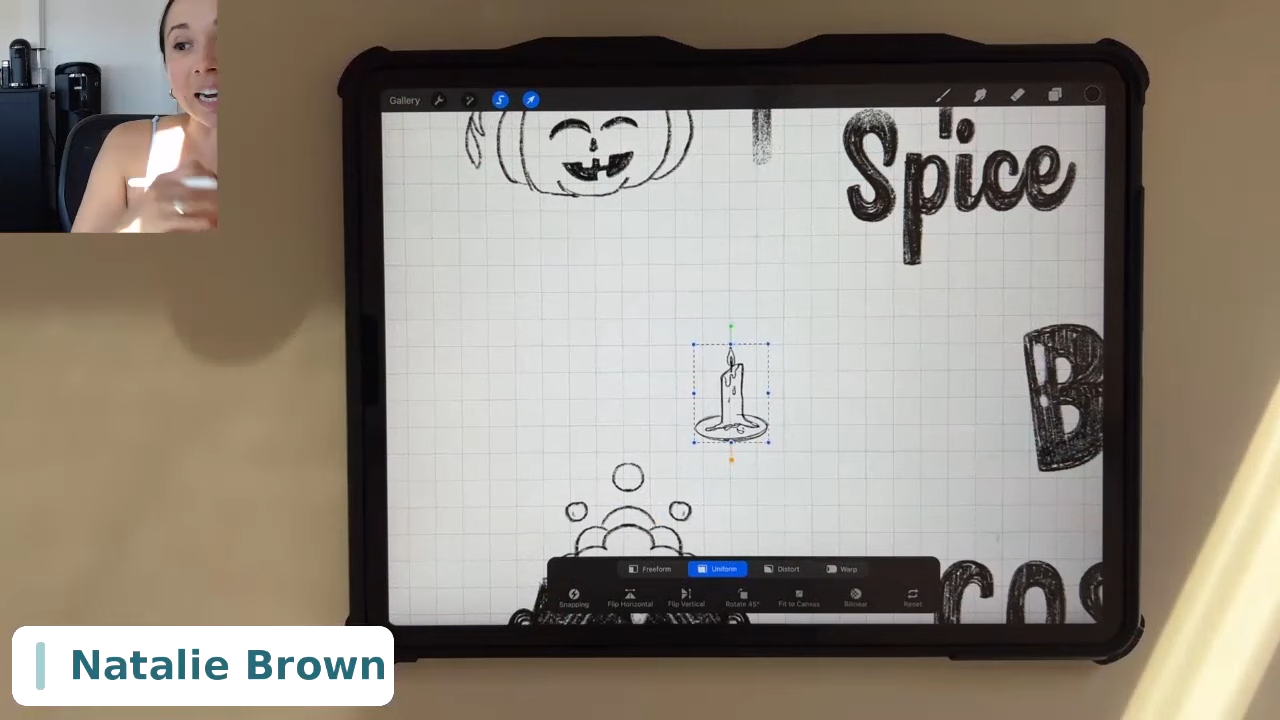 Gallery
Spice
B
cos
Freeform
Uniform
Distort
Warp
Snapping
Flip Horizontal
Flip Vertical
Rotate 45°
Fit to Canvas
Bilinear
Reset
Natalie Brown